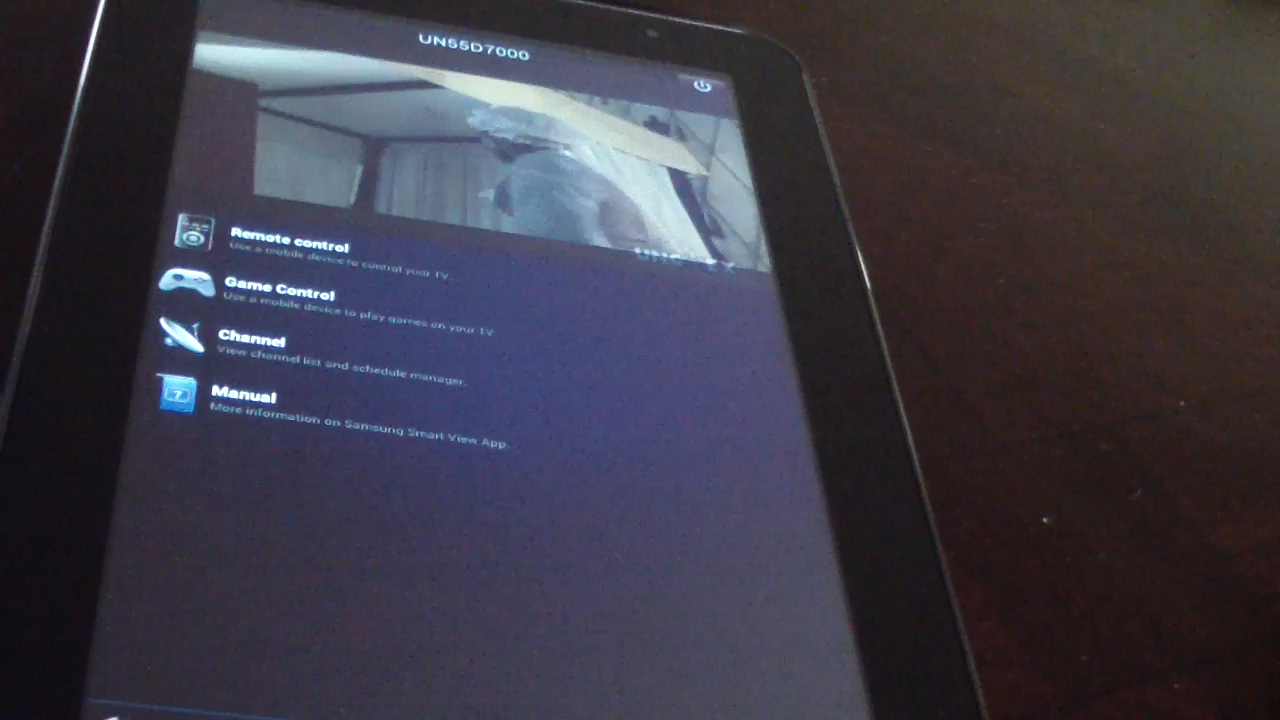 UN55D7000
Remote control
Use a mobile device to control your TV.
Game Control
Use a mobile device to play games on your TV
Channel
View channel list and schedule manager.
Manual
?
More information on Samsung Smart View App.